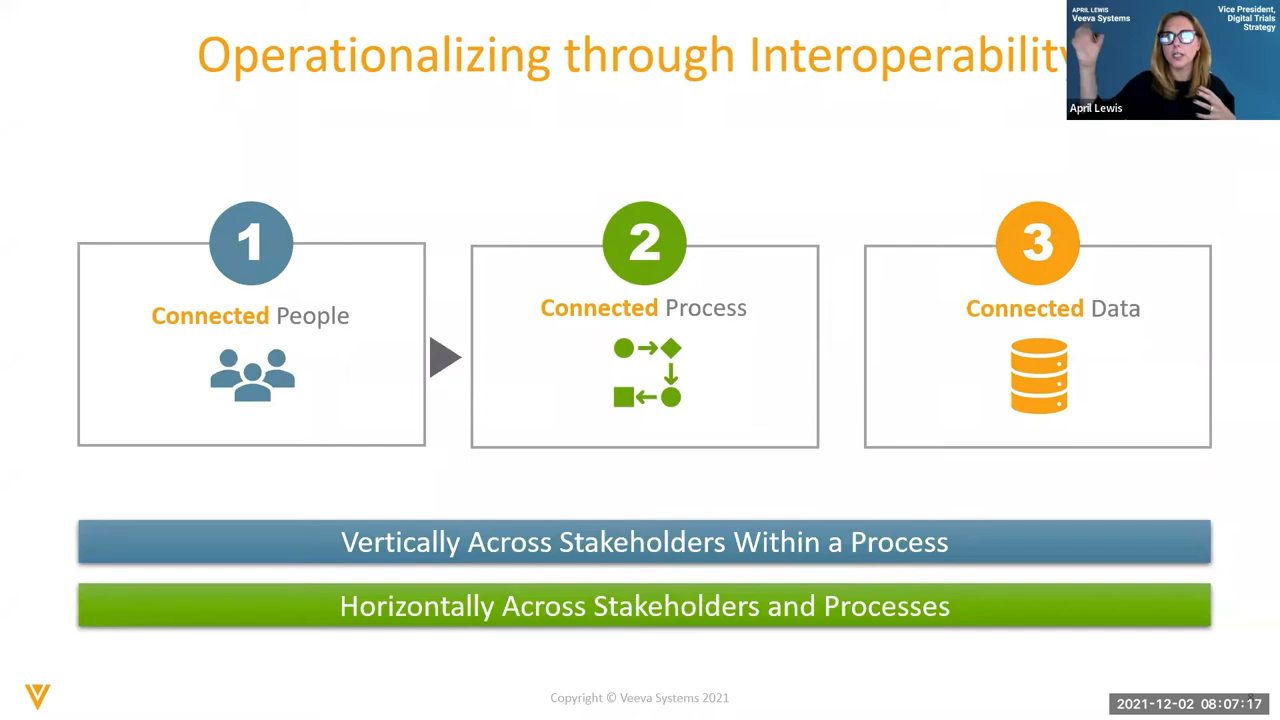 Operationalizing through Interoperability
APRIL LEWIS
Veeva Systems
Vice President,
Digital Trials
Strategy
April Lewis
1
2
3
Connected People
Connected Process
Connected Data
Vertically Across Stakeholders Within a Process
Horizontally Across Stakeholders and Processes
Copyright © Veeva Systems 2021
2021-12-02 08:07:17